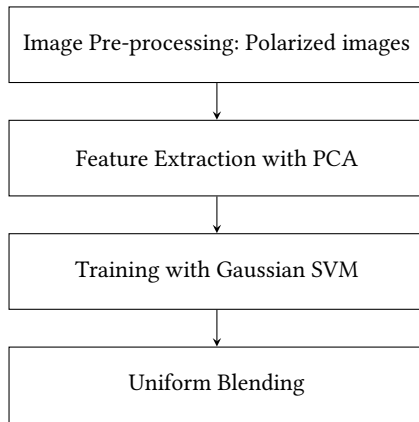 Image Pre-processing: Polarized images
Feature Extraction with PCA
Training with Gaussian SVM
Uniform Blending